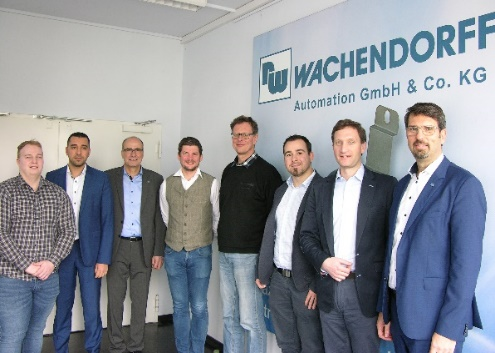 rw WACHENDORFF
Automation GmbH & Co. KG